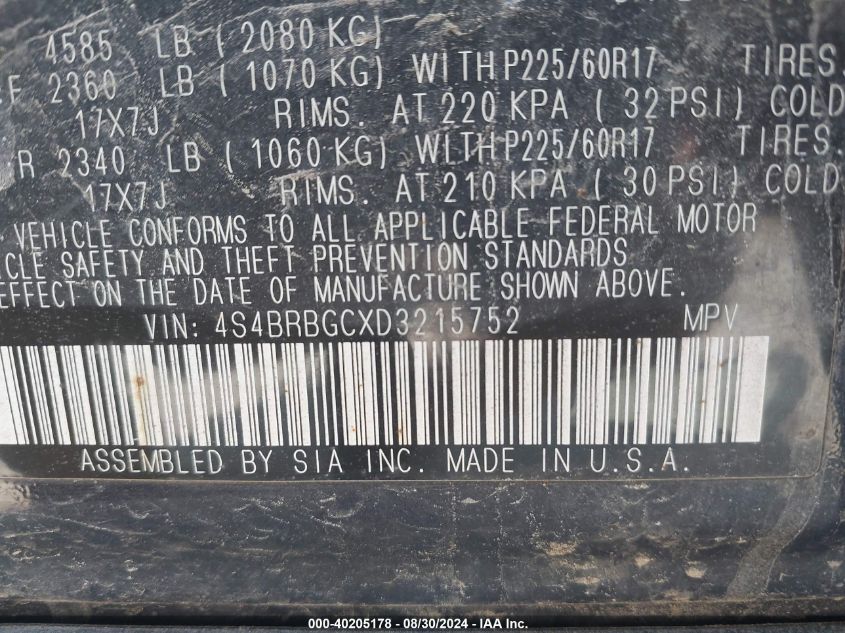 4585 LB ( 2080 KG)
F 2360 LB ( 1070 KG) WITH P225/60R17 TIRES.
17X7J RIMS. AT 220 KPA ( 32 PSI) COLD
R 2340 LB ( 1060 KG) WITH P225/60R17 TIRES.
17X7J RIMS. AT 210 KPA ( 30 PSI) COLD
VEHICLE CONFORMS TO ALL APPLICABLE FEDERAL MOTOR
CLE SAFETY AND THEFT PREVENTION STANDARDS
EFFECT ON THE DATE OF MANUFACTURE SHOWN ABOVE.
VIN: 4S4BRBGCXD3215752 MPV
ASSEMBLED BY SIA INC. MADE IN U.S.A.
000-40205178 - 08/30/2024 - IAA Inc.